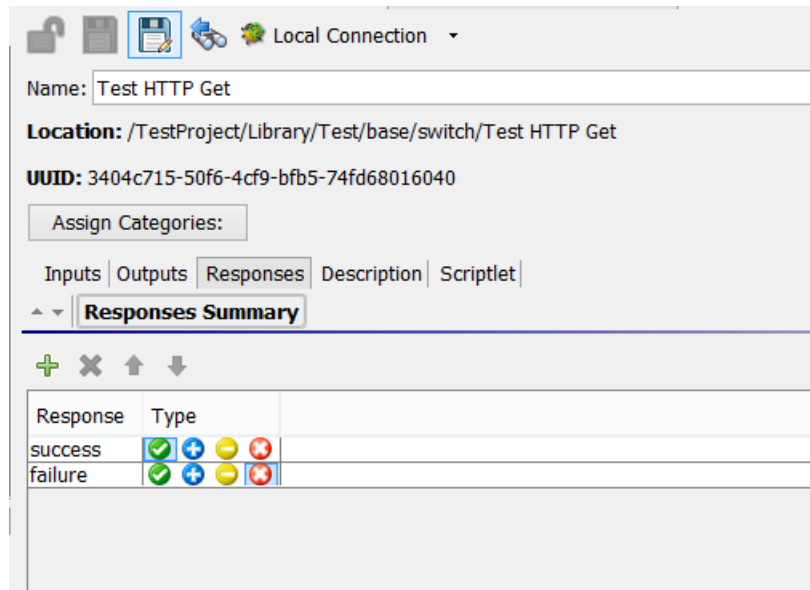 Local Connection
Name: Test HTTP Get
Location: /TestProject/Library/Test/base/switch/Test HTTP Get
UUID: 3404c715-50f6-4cf9-bfb5-74fd68016040
Assign Categories:
Inputs Outputs Responses Description Scriptlet
Responses Summary
Response Type
success
failure